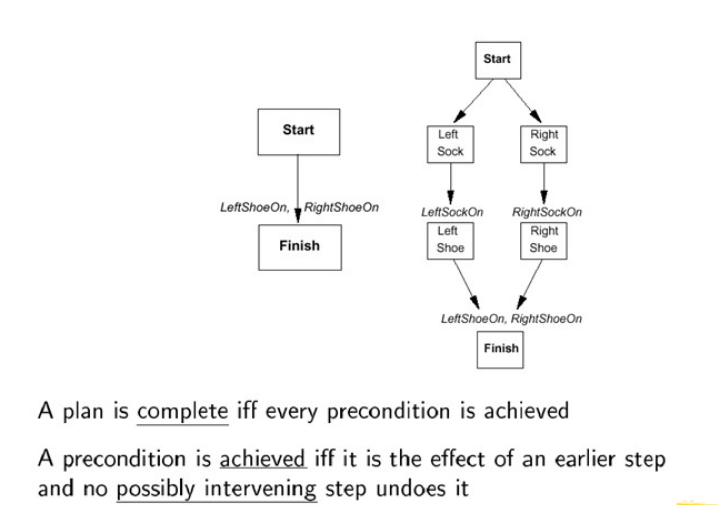 Start
LeftShoeOn, RightShoeOn
Finish
Start
Left
Sock
Right
Sock
LeftSockOn
RightSockOn
Left
Shoe
Right
Shoe
LeftShoeOn, RightShoeOn
Finish
A plan is complete iff every precondition is achieved
A precondition is achieved iff it is the effect of an earlier step
and no possibly intervening step undoes it